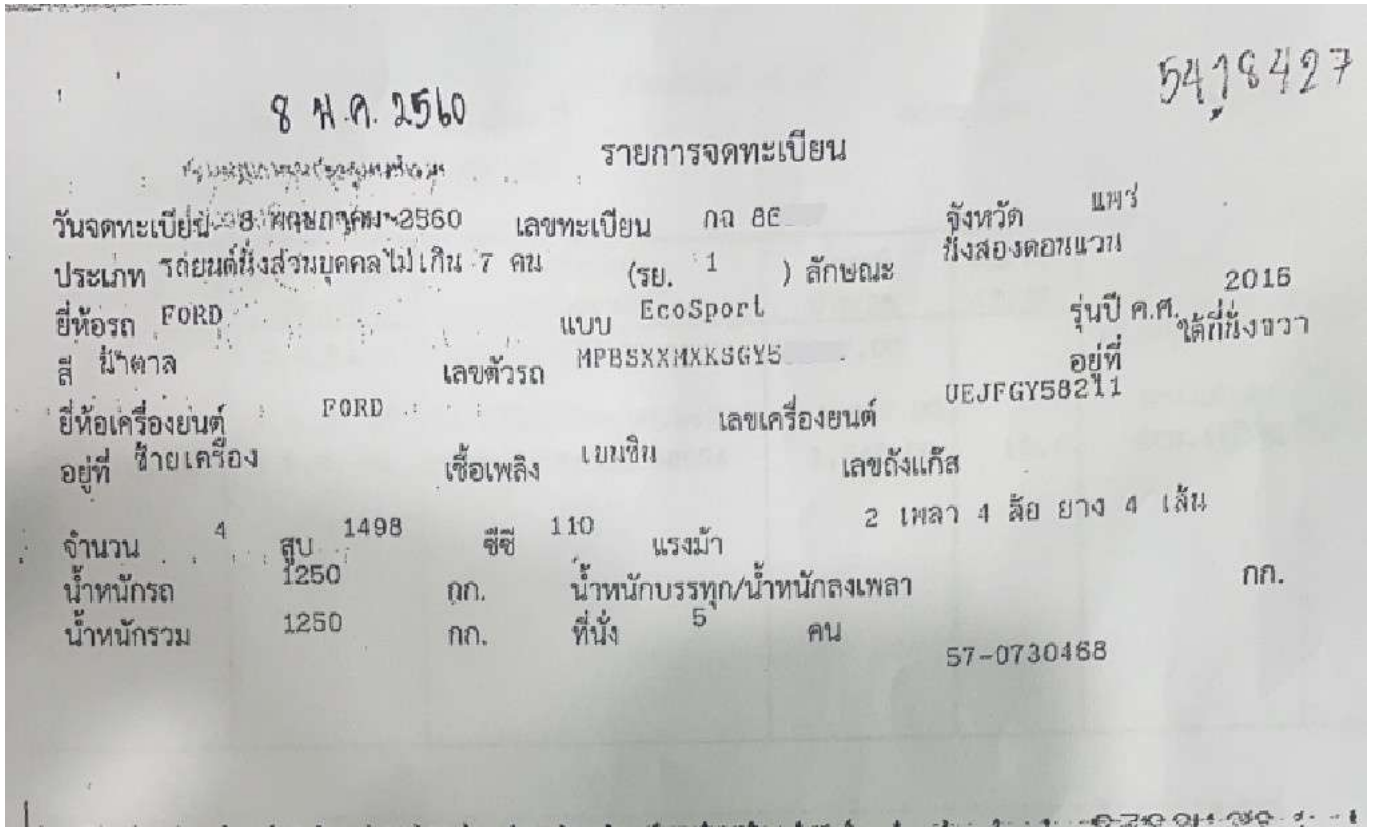 5418427
8 พ.ค. 2560
รายการจดทะเบียน
วันจดทะเบียน 8 พฤษภาคม 2560 เลขทะเบียน กฉ 86 จังหวัด แพร่
ประเภท รถยนต์นั่งส่วนบุคคลไม่เกิน 7 คน (รย. 1 ) ลักษณะ นั่งสองตอนแวน
ยี่ห้อรถ FORD แบบ EcoSport รุ่นปี ค.ศ. 2016
สี น้ำตาล เลขตัวรถ MPBSXXMXKSGY5 อยู่ที่ ใต้ที่นั่งขวา
ยี่ห้อเครื่องยนต์ FORD เลขเครื่องยนต์ UEJFGY58211
อยู่ที่ ซ้ายเครื่อง เชื้อเพลิง เบนซิน เลขถังแก๊ส
จำนวน 4 สูบ 1498 ซีซี 110 แรงม้า 2 เพลา 4 ล้อ ยาง 4 เส้น
น้ำหนักรถ 1250 กก. น้ำหนักบรรทุก/น้ำหนักลงเพลา กก.
น้ำหนักรวม 1250 กก. ที่นั่ง 5 คน
57-0730468